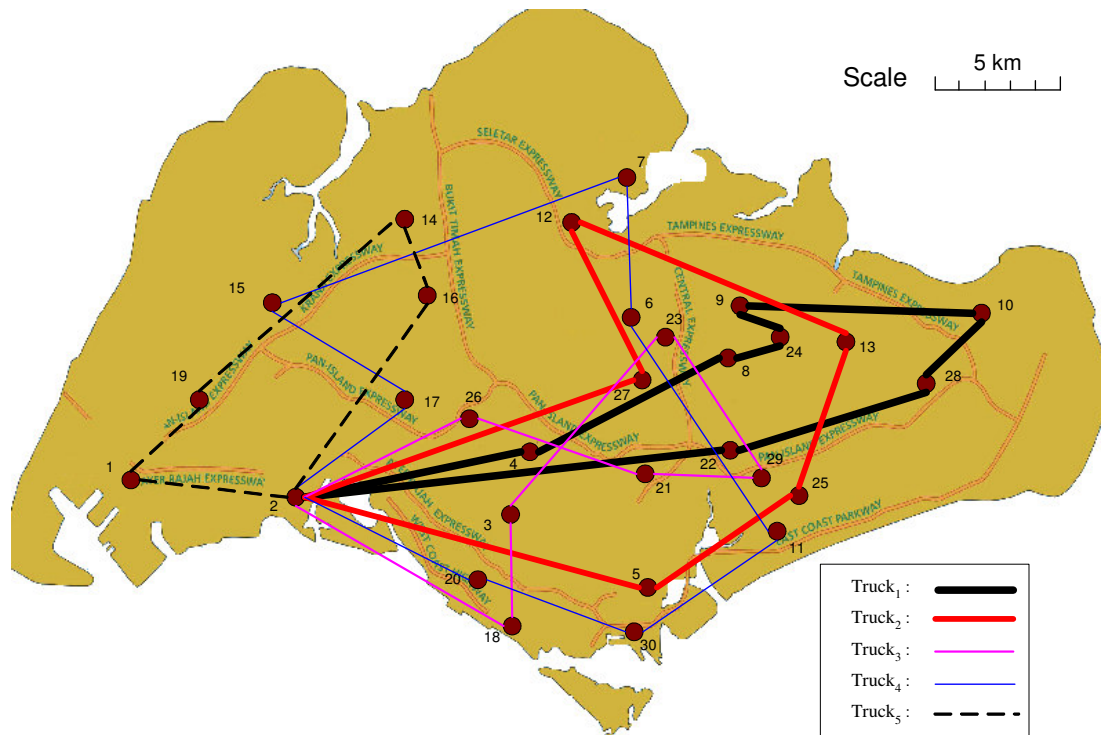 5 km
Scale
SELETAR EXPRESSWAY
7
12
14
TAMPINES EXPRESSWAY
BUKIT TIMAH EXPRESSWAY
TAMPINES EXPRESSWAY
15
16
CENTRAL EXPRESSWAY
6
23
9
10
24
13
8
19
PAN-ISLAND EXPRESSWAY
27
28
17
26
PAN-ISLAND EXPRESSWAY
4
22
PAN-ISLAND EXPRESSWAY
1
29
21
2
25
3
11
EAST COAST PARKWAY
WEST COAST HIGHWAY
20
5
18
30
Truck1 :
Truck2 :
Truck3 :
Truck4 :
Truck5 :